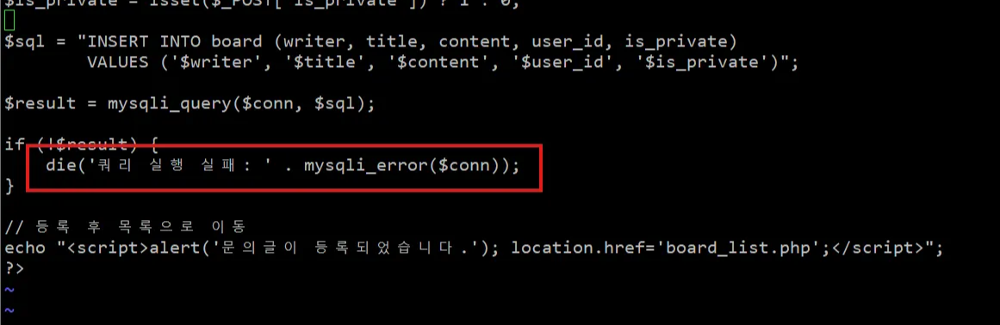 $is_private = isset($_POST['is_private']) ? 1 : 0;
$sql = "INSERT INTO board (writer, title, content, user_id, is_private)
VALUES ('$writer', '$title', '$content', '$user_id', '$is_private')";
$result = mysqli_query($conn, $sql);
if (!$result) {
die('쿼리 실행 실패: ' . mysqli_error($conn));
}
// 등록 후 목록으로 이동
echo "<script>alert('문의글이 등록되었습니다.'); location.href='board_list.php';</script>";
?>
~
~